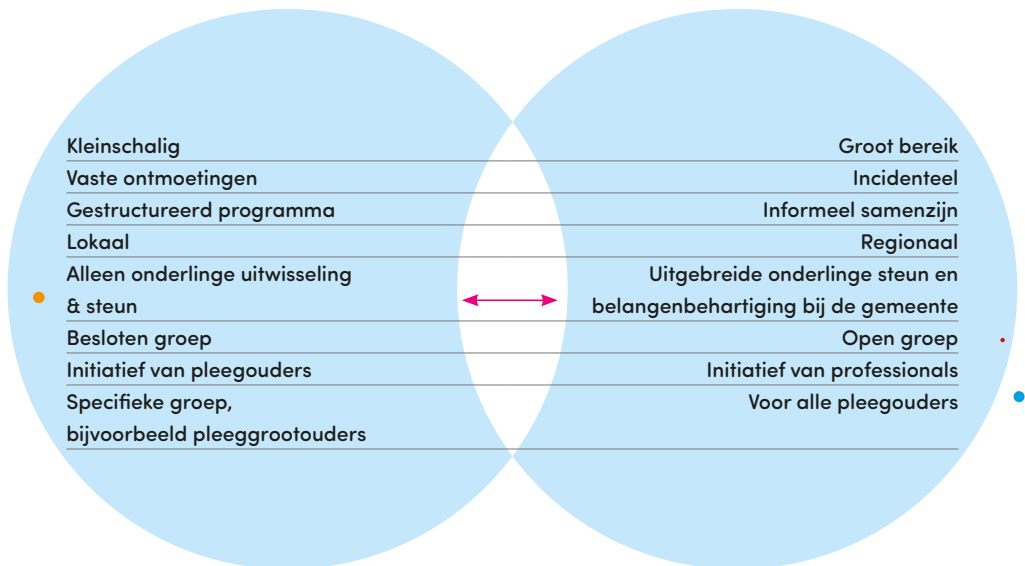 Kleinschalig Groot bereik
Vaste ontmoetingen Incidenteel
Gestructureerd programma Informeel samenzijn
Lokaal Regionaal
Alleen onderlinge uitwisseling Uitgebreide onderlinge steun en
& steun belangenbehartiging bij de gemeente
Besloten groep Open groep
Initiatief van pleegouders Initiatief van professionals
Specifieke groep, Voor alle pleegouders
bijvoorbeeld pleeggrootouders